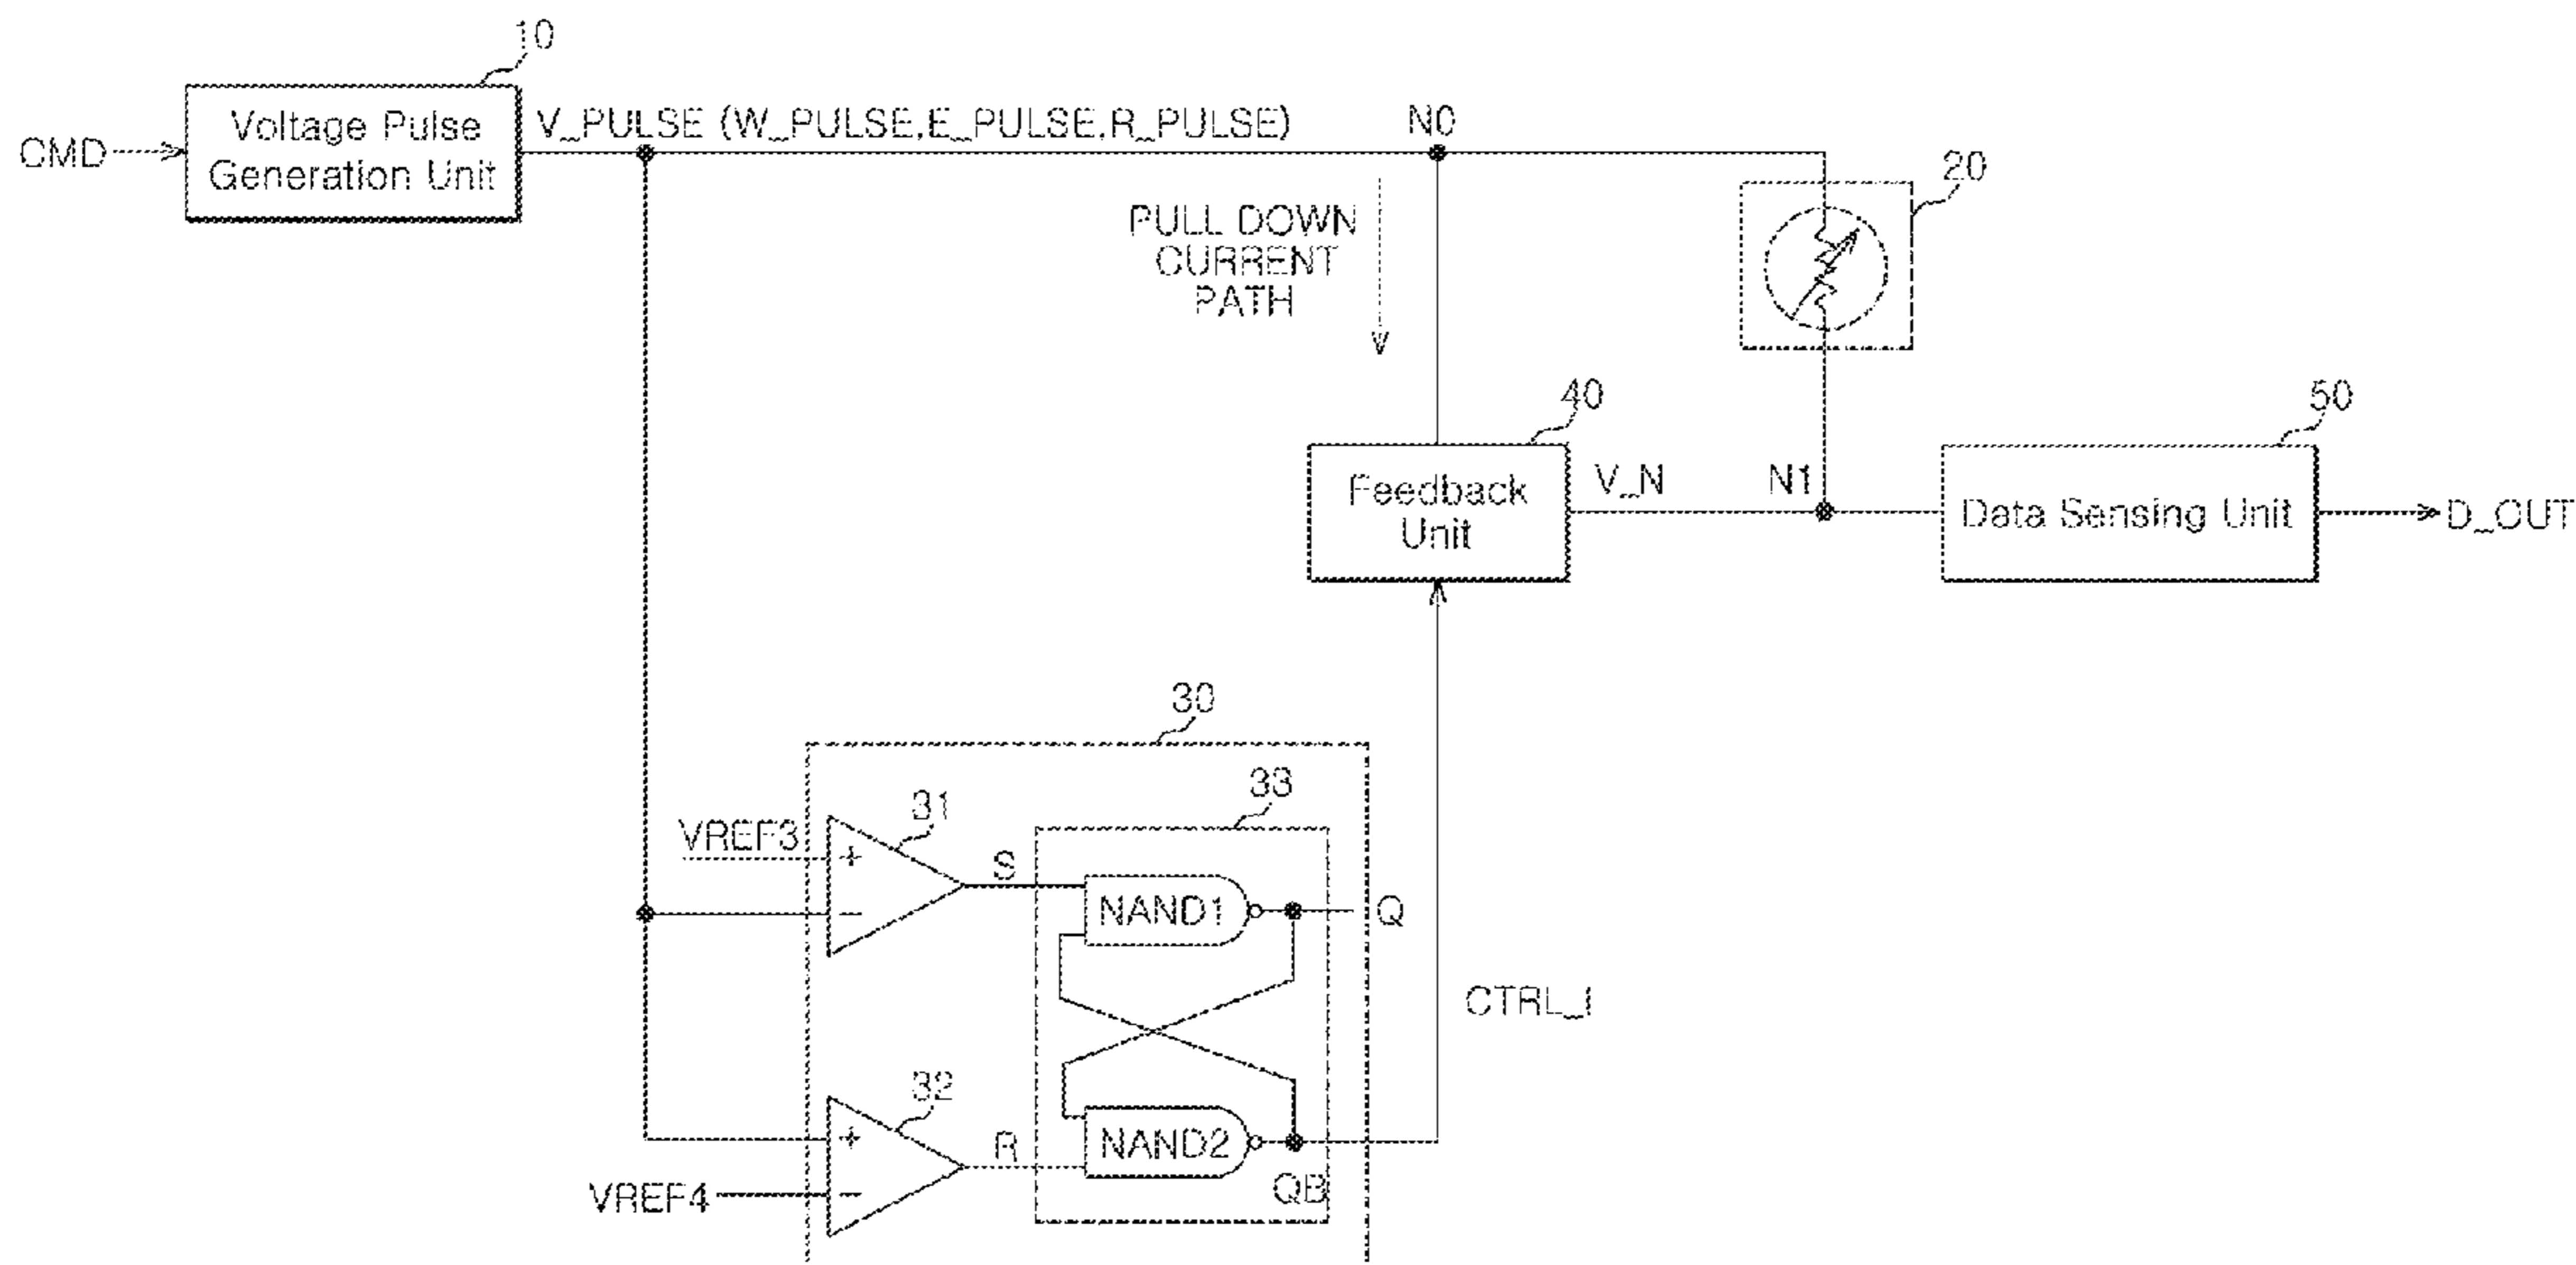 10
Voltage Pulse
Generation Unit
CMD
V_PULSE (W_PULSE,E_PULSE,R_PULSE)
N0
20
PULL DOWN
CURRENT
PATH
40
50
Feedback
Unit
V_N
N1
Data Sensing Unit
D_OUT
30
31
33
VREF3
+
S
−
NAND1
Q
CTRL_I
32
+
R
NAND2
VREF4
−
QB